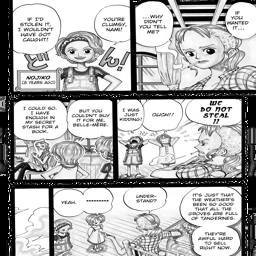 IF I'D
STOLEN IT,
I WOULDN'T
HAVE GOT
CAUGHT!!
YOU'RE
CLUMSY,
NAMI!
NOJIKO
...WHY
DIDN'T YOU
TELL
ME?
IF YOU
WANTED
IT...
I COULD SO.
I HAVE
ENOUGH IN
MY SECRET
STASH FOR A
BOOK.
BUT YOU
COULDN'T BUY
IT FOR ME,
BELLE-MÈRE.
I WAS
JUST
KIDDING!
OUCH!!
WE
DO NOT
STEAL
!!
YEAH.
UNDER-
STAND?
IT'S JUST THAT
THE WEATHER'S
BEEN SO GOOD
THAT ALL THE
GROVES ARE FULL
OF TANGERINES.
THEY'RE
AWFUL HARD
TO SELL
RIGHT NOW.